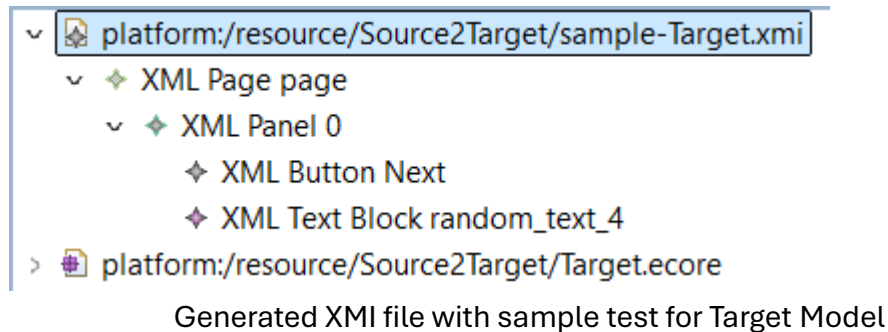 platform:/resource/Source2Target/sample-Target.xmi
XML Page page
XML Panel 0
XML Button Next
XML Text Block random_text_4
platform:/resource/Source2Target/Target.ecore
Generated XMI file with sample test for Target Model